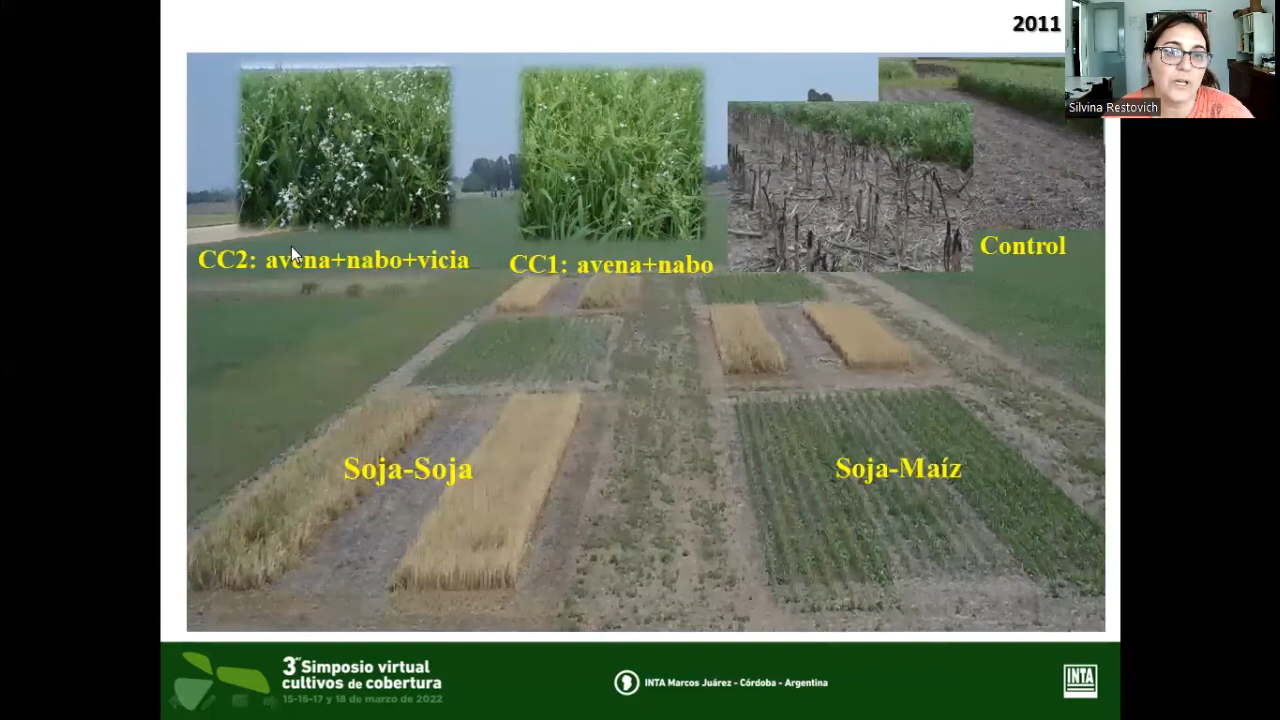 2011
Silvina Restovich
CC2: avena+nabo+vicia
CC1: avena+nabo
Control
Soja-Soja
Soja-Maíz
3er Simposio virtual
cultivos de cobertura
15-16-17 y 18 de marzo de 2022
INTA Marcos Juárez - Córdoba - Argentina
INTA